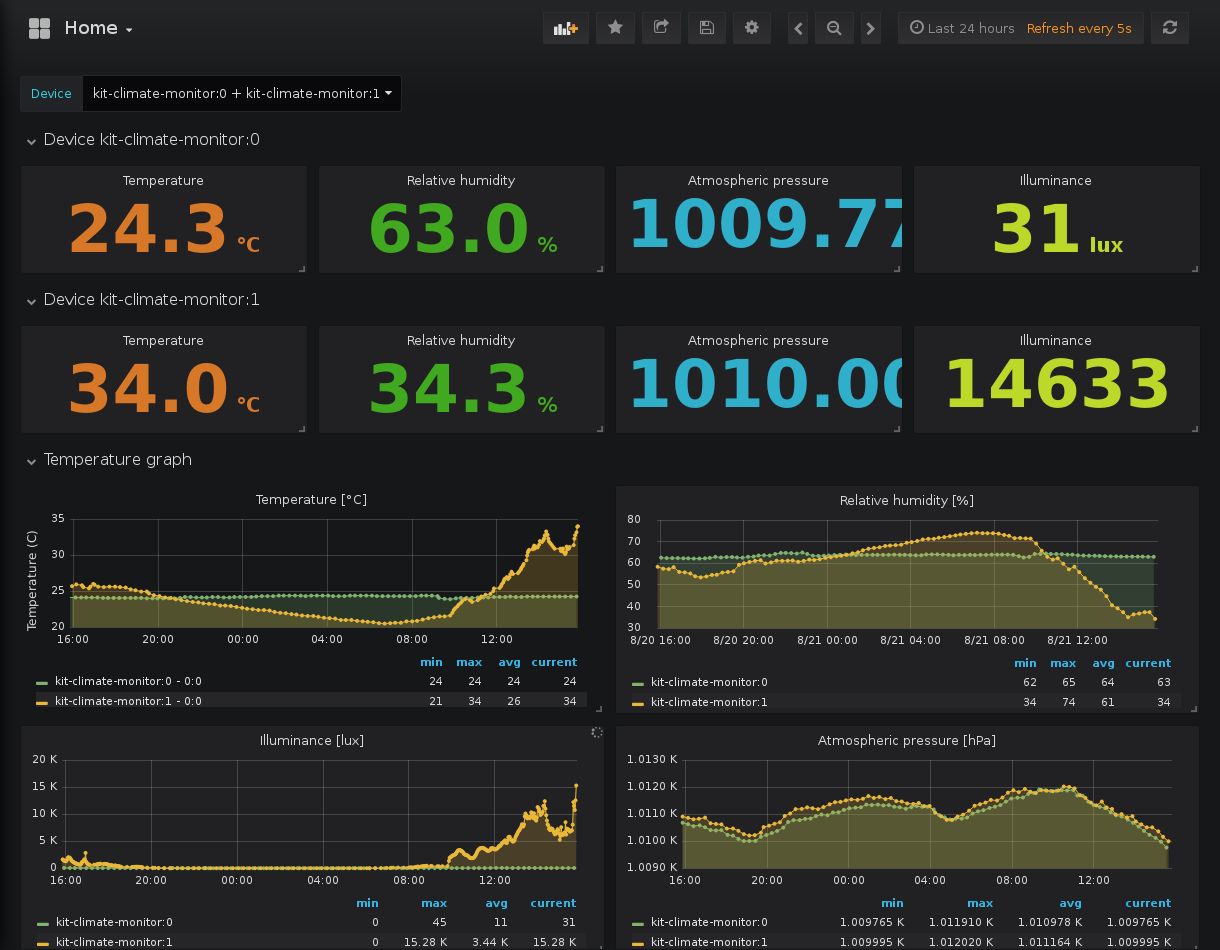 Home
Last 24 hours Refresh every 5s
Device kit-climate-monitor:0 + kit-climate-monitor:1
Device kit-climate-monitor:0
Temperature Relative humidity Atmospheric pressure Illuminance
24.3 °C 63.0 % 1009.77 31 lux
Device kit-climate-monitor:1
Temperature Relative humidity Atmospheric pressure Illuminance
34.0 °C 34.3 % 1010.00 14633
Temperature graph
Temperature [°C]
Temperature (C)
35
30
25
20
16:00 20:00 00:00 04:00 08:00 12:00
min max avg current
kit-climate-monitor:0 - 0:0 24 24 24 24
kit-climate-monitor:1 - 0:0 21 34 26 34
Relative humidity [%]
80
70
60
50
40
30
8/20 16:00 8/20 20:00 8/21 00:00 8/21 04:00 8/21 08:00 8/21 12:00
min max avg current
kit-climate-monitor:0 62 65 64 63
kit-climate-monitor:1 34 74 61 34
Illuminance [lux]
20 K
15 K
10 K
5 K
0
16:00 20:00 00:00 04:00 08:00 12:00
min max avg current
kit-climate-monitor:0 0 45 11 31
kit-climate-monitor:1 0 15.28 K 3.44 K 15.28 K
Atmospheric pressure [hPa]
1.0130 K
1.0120 K
1.0110 K
1.0100 K
1.0090 K
16:00 20:00 00:00 04:00 08:00 12:00
min max avg current
kit-climate-monitor:0 1.009765 K 1.011910 K 1.010978 K 1.009765 K
kit-climate-monitor:1 1.009995 K 1.012020 K 1.011164 K 1.009995 K